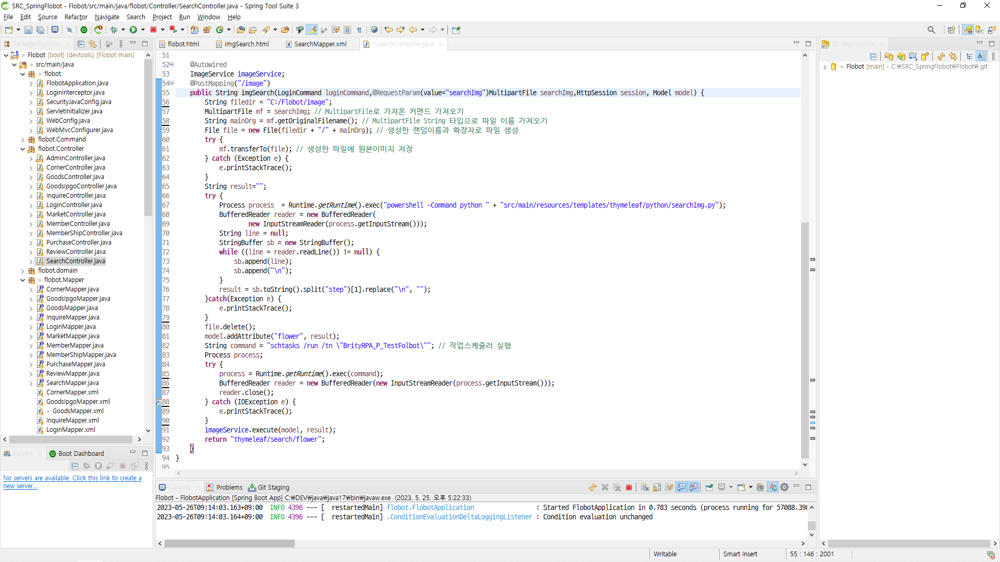 SRC_SpringFlobot - Flobot/src/main/java/flobot/Controller/SearchController.java - Spring Tool Suite 3
File Edit Source Refactor Navigate Search Project Run Window Help
Package Explorer
Flobot [boot] [devtools] [Flobot main]
src/main/java
flobot
FlobotApplication.java
LoginInterceptor.java
SecurityJavaConfig.java
ServletInitializer.java
WebConfig.java
WebMvcConfigurer.java
flobot.Command
flobot.Controller
AdminController.java
CornerController.java
GoodsController.java
GoodsIpgoController.java
InquireController.java
LoginController.java
MarketController.java
MemberController.java
MemberShipController.java
PurchaseController.java
ReviewController.java
SearchController.java
flobot.domain
flobot.Mapper
CornerMapper.java
GoodsIpgoMapper.java
GoodsMapper.java
InquireMapper.java
LoginMapper.java
MarketMapper.java
MemberMapper.java
MemberShipMapper.java
PurchaseMapper.java
ReviewMapper.java
SearchMapper.java
CornerMapper.xml
GoodsIpgoMapper.xml
GoodsMapper.xml
InquireMapper.xml
LoginMapper.xml
Servers Boot Dashboard
No servers are available. Click this link to create a
new server...
flobot.html imgSearch.html SearchMapper.xml *SearchController.java
51
52 @Autowired
53 ImageService imageService;
54 @PostMapping("/image")
55 public String imgSearch(LoginCommand loginCommand,@RequestParam(value="searchImg")MultipartFile searchImg,HttpSession session, Model model) {
56 String filedir = "C:/Flobot/image";
57 MultipartFile mf = searchImg; // MultipartFile로 가져온 커맨드 가져오기
58 String mainOrg = mf.getOriginalFilename(); // MultipartFile String 타입으로 파일 이름 가져오기
59 File file = new File(filedir + "/" + mainOrg); // 생성한 랜덤이름과 확장자로 파일 생성
60 try {
61 mf.transferTo(file); // 생성한 파일에 원본이미지 저장
62 } catch (Exception e) {
63 e.printStackTrace();
64 }
65 String result="";
66 try {
67 Process process  = Runtime.getRuntime().exec("powershell -Command python " + "src/main/resources/templates/thymeleaf/python/searchImg.py");
68 BufferedReader reader = new BufferedReader(
69 new InputStreamReader(process.getInputStream()));
70 String line = null;
71 StringBuffer sb = new StringBuffer();
72 while ((line = reader.readLine()) != null) {
73 sb.append(line);
74 sb.append("\n");
75 }
76 result = sb.toString().split("step")[1].replace("\n", "");
77 }catch(Exception e) {
78 e.printStackTrace();
79 }
80 file.delete();
81 model.addAttribute("flower", result);
82 String command = "schtasks /run /tn \"BrityRPA_P_TestFolbot\""; // 작업스케줄러 실행
83 Process process;
84 try {
85 process = Runtime.getRuntime().exec(command);
86 BufferedReader reader = new BufferedReader(new InputStreamReader(process.getInputStream()));
87 reader.close();
88 } catch (IOException e) {
89 e.printStackTrace();
90 }
91 imageService.execute(model, result);
92 return "thymeleaf/search/flower";
93 }
94 }
95
Console Problems Git Staging
Flobot - FlobotApplication [Spring Boot App] C:₩DEV₩java₩java17₩bin₩javaw.exe (2023. 5. 25. 오후 5:22:33)
2023-05-26T09:14:03.163+09:00  INFO 4396 --- [  restartedMain] flobot.FlobotApplication : Started FlobotApplication in 0.783 seconds (process running for 57088.398
2023-05-26T09:14:03.164+09:00  INFO 4396 --- [  restartedMain] .ConditionEvaluationDeltaLoggingListener : Condition evaluation unchanged
Git Repositories
Flobot [main] - C:₩SRC_SpringFlobot₩Flobot₩.git
Writable Smart Insert 55 : 146 : 2001